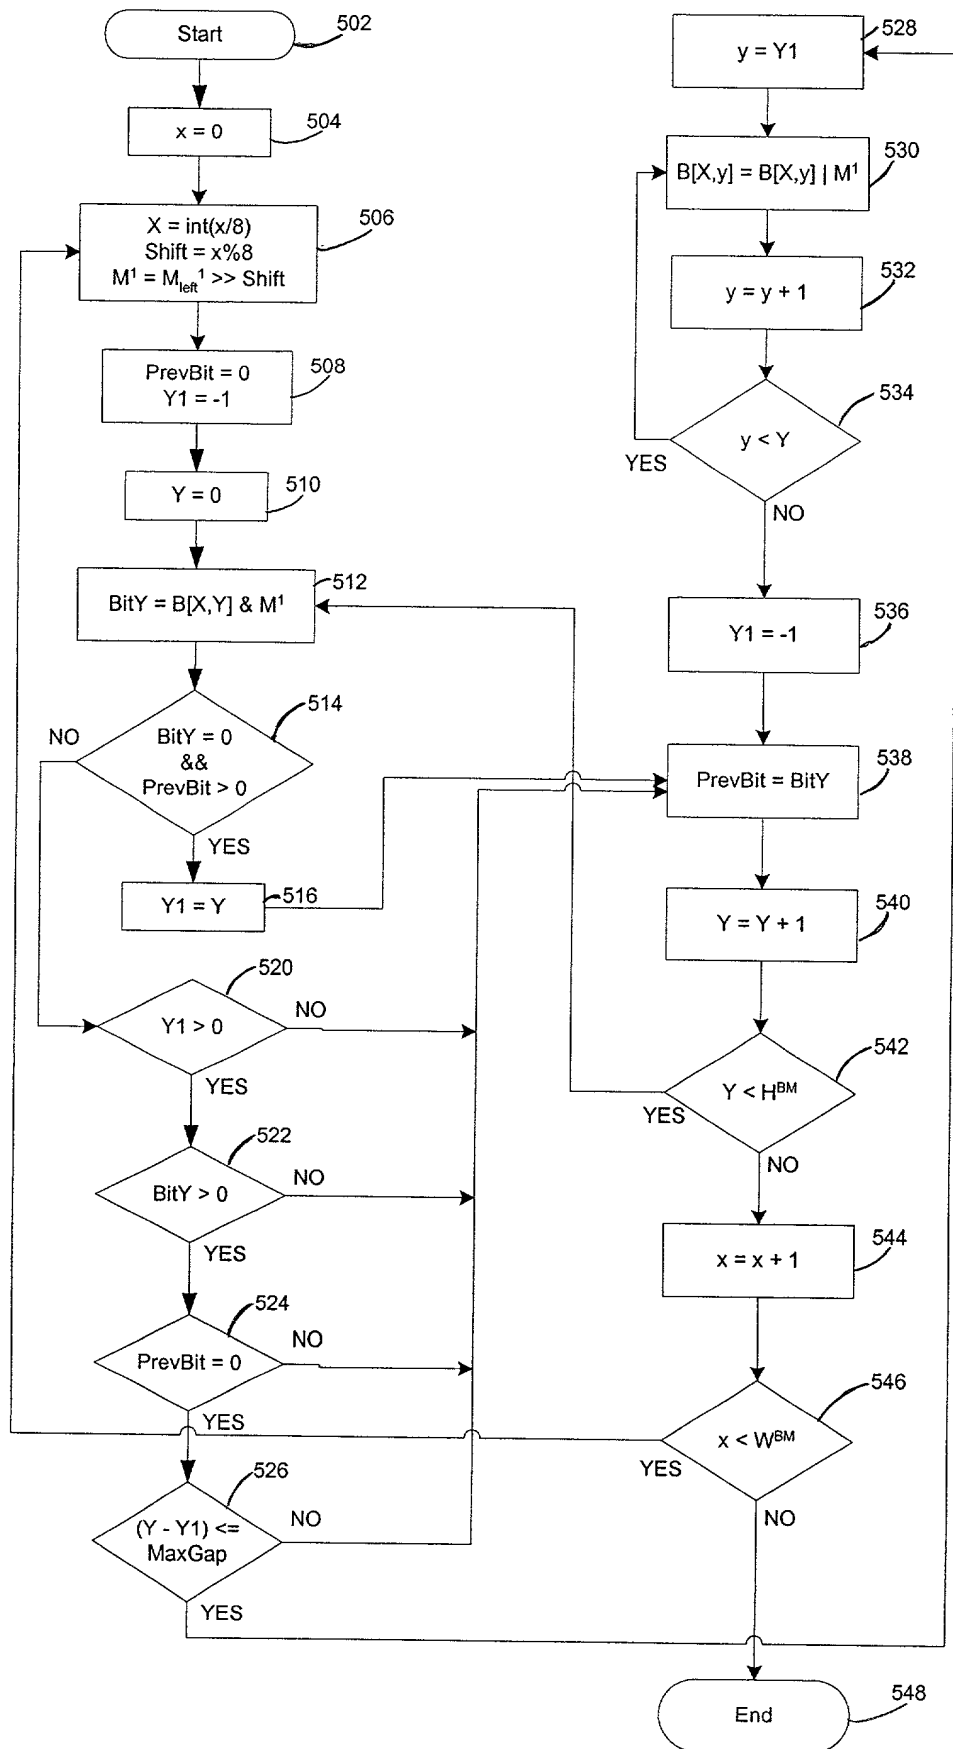 Start
502
x = 0
504
X = int(x/8)
Shift = x%8
M¹ = M_left¹ >> Shift
506
PrevBit = 0
Y1 = -1
508
Y = 0
510
BitY = B[X,Y] & M¹
512
BitY = 0
&&
PrevBit > 0
514
NO
YES
Y1 = Y
516
Y1 > 0
520
NO
YES
BitY > 0
522
NO
YES
PrevBit = 0
524
NO
YES
(Y - Y1) <=
MaxGap
526
NO
YES
y = Y1
528
B[X,y] = B[X,y] | M¹
530
y = y + 1
532
y < Y
534
YES
NO
Y1 = -1
536
PrevBit = BitY
538
Y = Y + 1
540
Y < Hᴮᴹ
542
YES
NO
x = x + 1
544
x < Wᴮᴹ
546
YES
NO
End
548